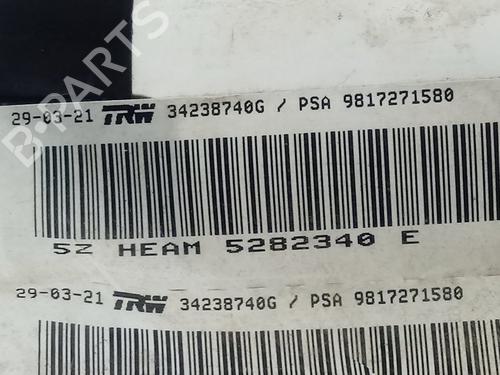 B-PARTS
29-03-21 TRW 34238740G / PSA 9817271580
5Z HEAM 5282340 E
29-03-21 TRW 34238740G / PSA 9817271580